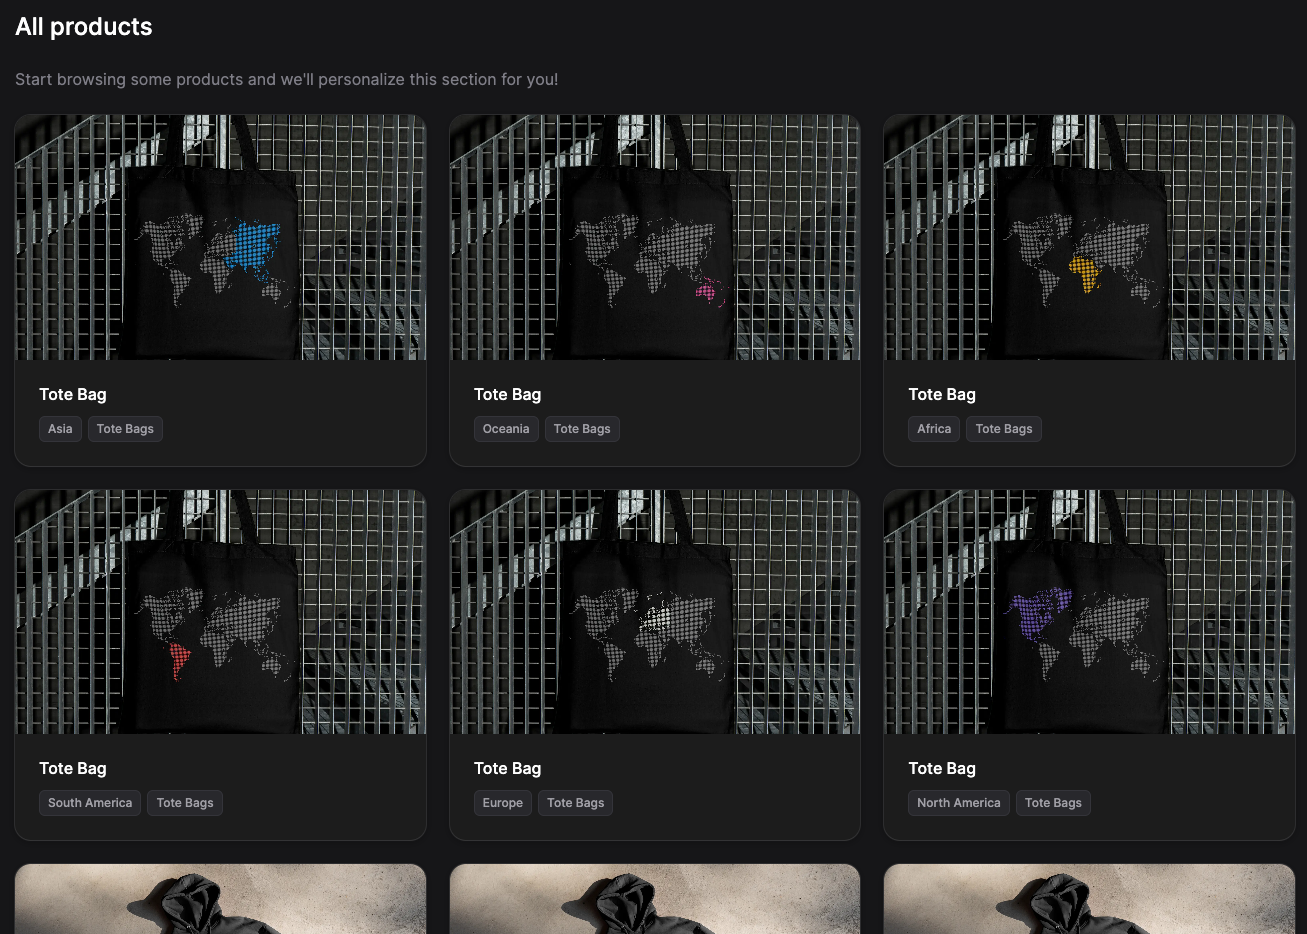 All products
Start browsing some products and we'll personalize this section for you!
Tote Bag
Asia Tote Bags
Tote Bag
Oceania Tote Bags
Tote Bag
Africa Tote Bags
Tote Bag
South America Tote Bags
Tote Bag
Europe Tote Bags
Tote Bag
North America Tote Bags